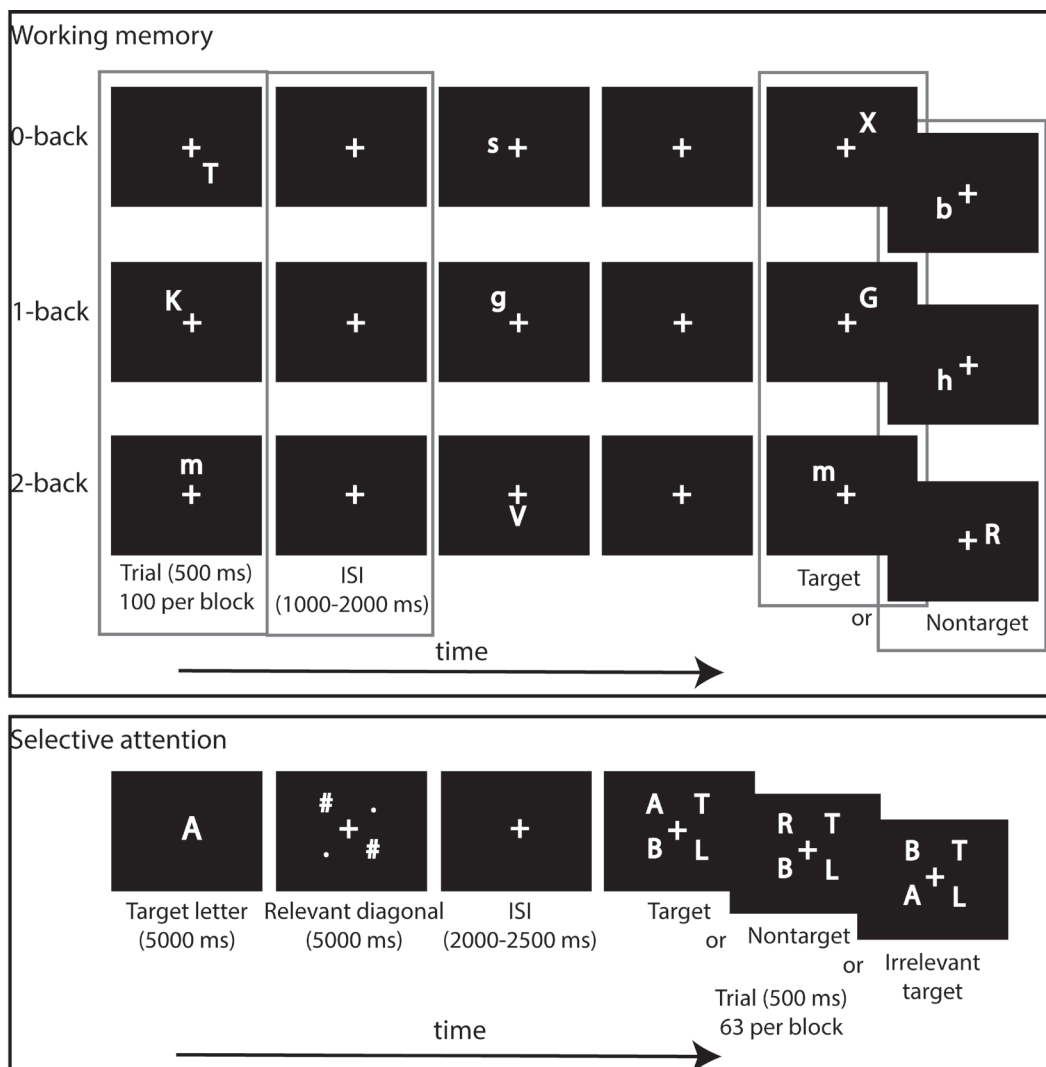 Working memory
0-back
T
s
X
b
1-back
K
g
G
h
2-back
m
V
m
R
Trial (500 ms)
100 per block
ISI
(1000-2000 ms)
Target
or
Nontarget
time
Selective attention
A
# .
. #
A T
B L
R T
B L
B T
A L
Target letter
(5000 ms)
Relevant diagonal
(5000 ms)
ISI
(2000-2500 ms)
Target
or
Nontarget
or
Irrelevant
target
Trial (500 ms)
63 per block
time